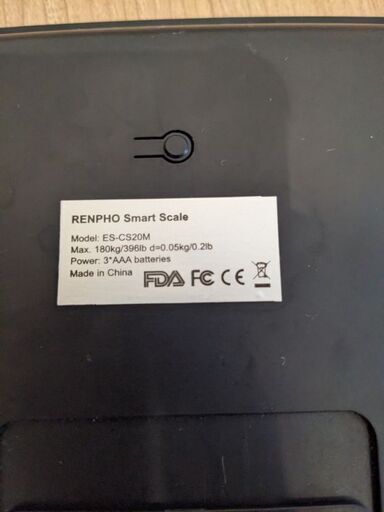 RENPHO Smart Scale
Model: ES-CS20M
Max. 180kg/396lb d=0.05kg/0.2lb
Power: 3*AAA batteries
Made in China FDA FC CE